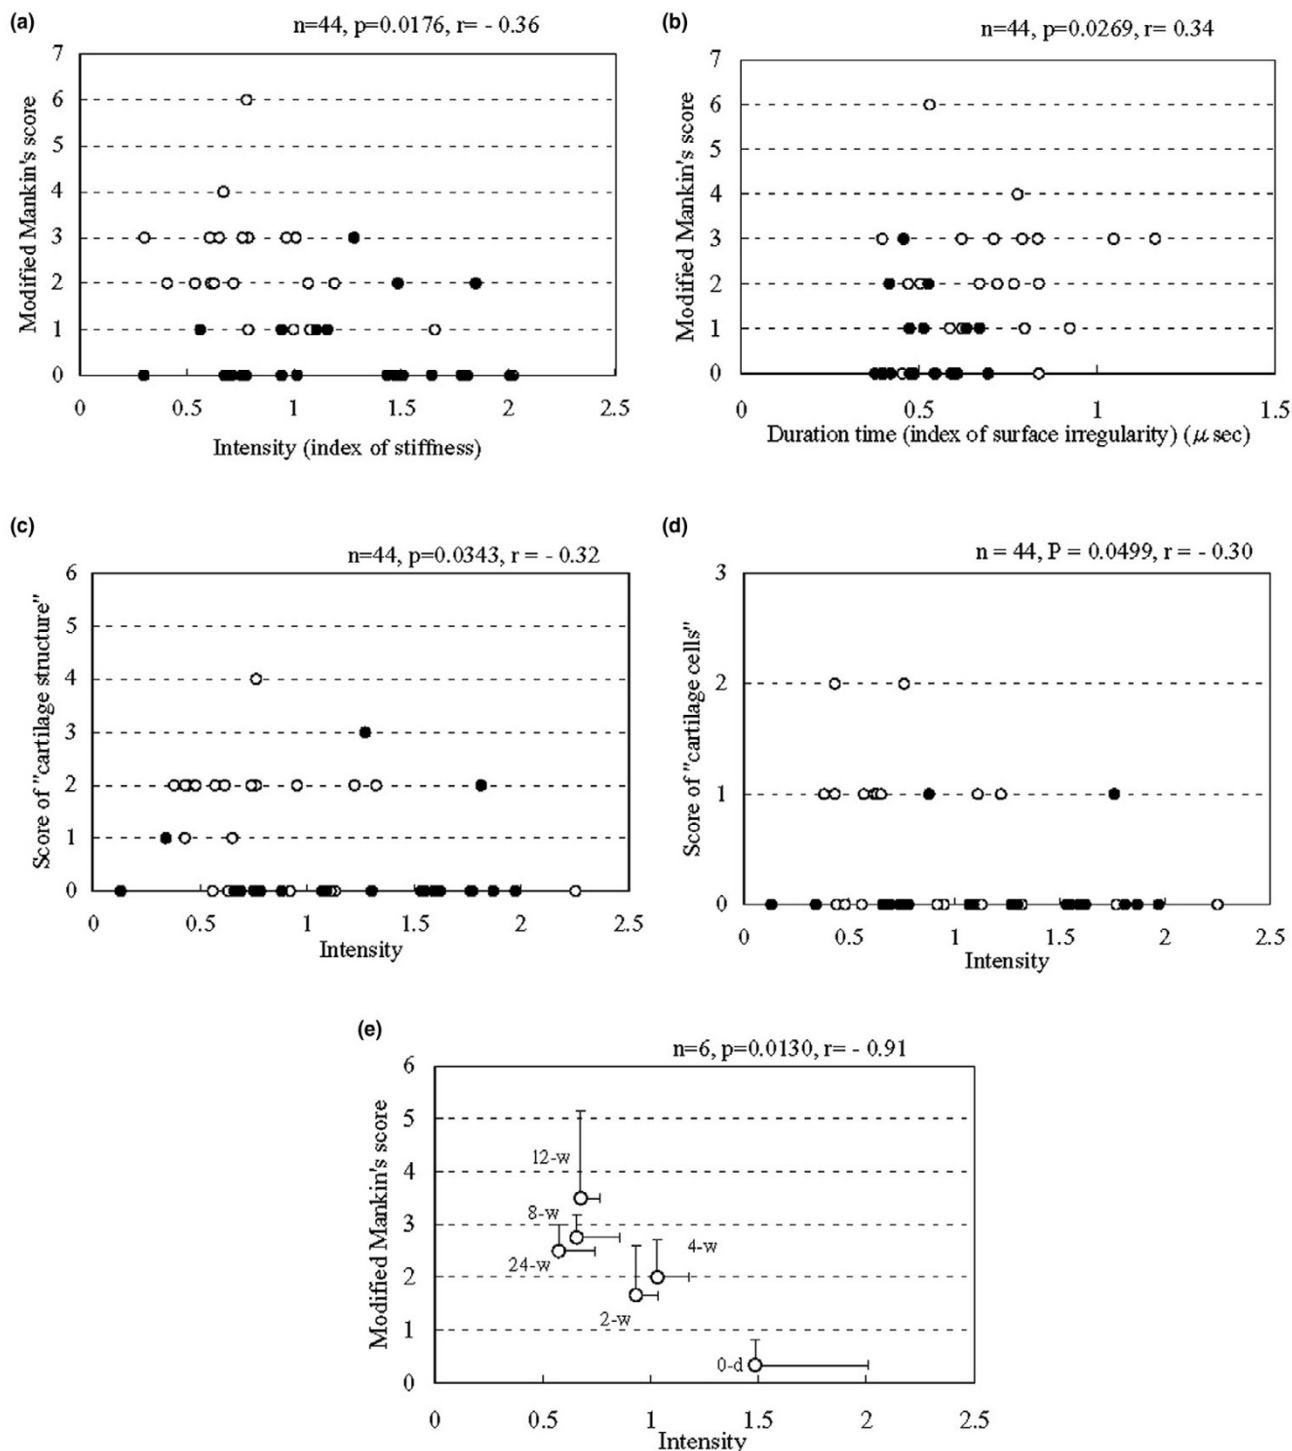 (a)
n=44, p=0.0176, r= - 0.36
Modified Mankin's score
7
6
5
4
3
2
1
0
0 0.5 1 1.5 2 2.5
Intensity (index of stiffness)
(b)
n=44, p=0.0269, r= 0.34
Modified Mankin's score
7
6
5
4
3
2
1
0
0 0.5 1 1.5
Duration time (index of surface irregularity) (μ sec)
(c)
n=44, p=0.0343, r = - 0.32
Score of "cartilage structure"
6
5
4
3
2
1
0
0 0.5 1 1.5 2 2.5
Intensity
(d)
n = 44, P = 0.0499, r = - 0.30
Score of "cartilage cells"
3
2
1
0
0 0.5 1 1.5 2 2.5
Intensity
(e)
n=6, p=0.0130, r= - 0.91
Modified Mankin's score
6
5
4
3
2
1
0
12-w
8-w
24-w
4-w
2-w
0-d
0 0.5 1 1.5 2 2.5
Intensity